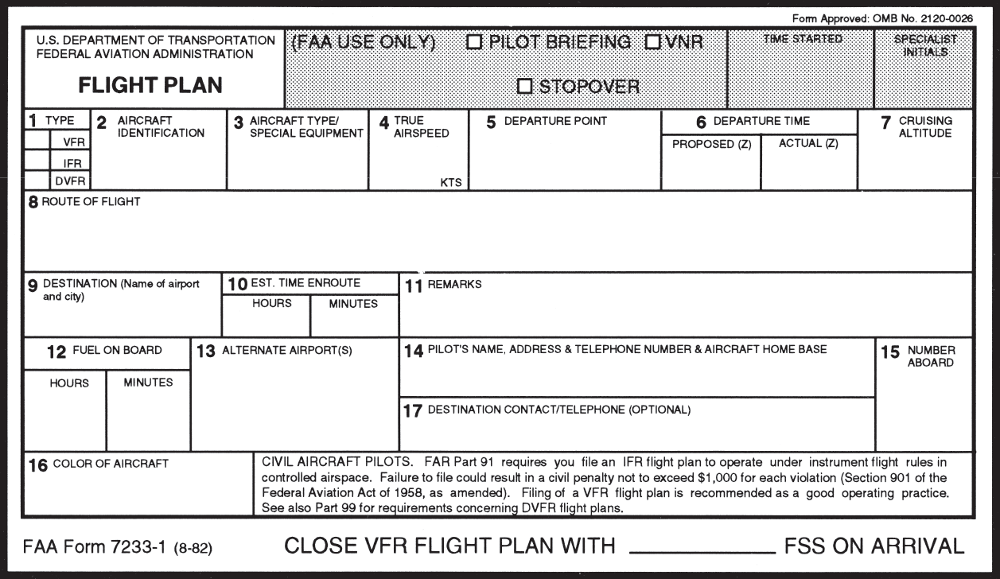 Form Approved: OMB No. 2120-0026
U.S. DEPARTMENT OF TRANSPORTATION
FEDERAL AVIATION ADMINISTRATION
FLIGHT PLAN
(FAA USE ONLY) PILOT BRIEFING VNR
STOPOVER
TIME STARTED
SPECIALIST
INITIALS
1 TYPE
VFR
IFR
DVFR
2 AIRCRAFT
IDENTIFICATION
3 AIRCRAFT TYPE/
SPECIAL EQUIPMENT
4 TRUE
AIRSPEED
KTS
5 DEPARTURE POINT
6 DEPARTURE TIME
PROPOSED (Z)
ACTUAL (Z)
7 CRUISING
ALTITUDE
8 ROUTE OF FLIGHT
9 DESTINATION (Name of airport
and city)
10 EST. TIME ENROUTE
HOURS
MINUTES
11 REMARKS
12 FUEL ON BOARD
HOURS
MINUTES
13 ALTERNATE AIRPORT(S)
14 PILOT'S NAME, ADDRESS & TELEPHONE NUMBER & AIRCRAFT HOME BASE
15 NUMBER
ABOARD
17 DESTINATION CONTACT/TELEPHONE (OPTIONAL)
16 COLOR OF AIRCRAFT
CIVIL AIRCRAFT PILOTS. FAR Part 91 requires you file an IFR flight plan to operate under instrument flight rules in
controlled airspace. Failure to file could result in a civil penalty not to exceed $1,000 for each violation (Section 901 of the
Federal Aviation Act of 1958, as amended). Filing of a VFR flight plan is recommended as a good operating practice.
See also Part 99 for requirements concerning DVFR flight plans.
FAA Form 7233-1 (8-82)
CLOSE VFR FLIGHT PLAN WITH ____________ FSS ON ARRIVAL